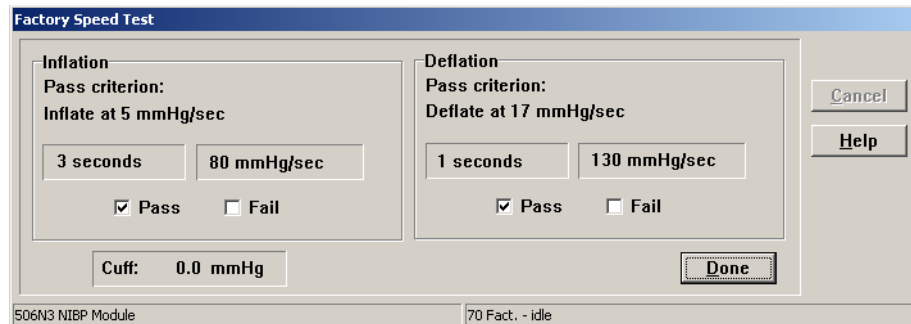 Factory Speed Test
Inflation
Pass criterion:
Inflate at 5 mmHg/sec
3 seconds
80 mmHg/sec
Pass
Fail
Deflation
Pass criterion:
Deflate at 17 mmHg/sec
1 seconds
130 mmHg/sec
Pass
Fail
Cancel
Help
Cuff: 0.0 mmHg
Done
506N3 NIBP Module
70 Fact. - idle